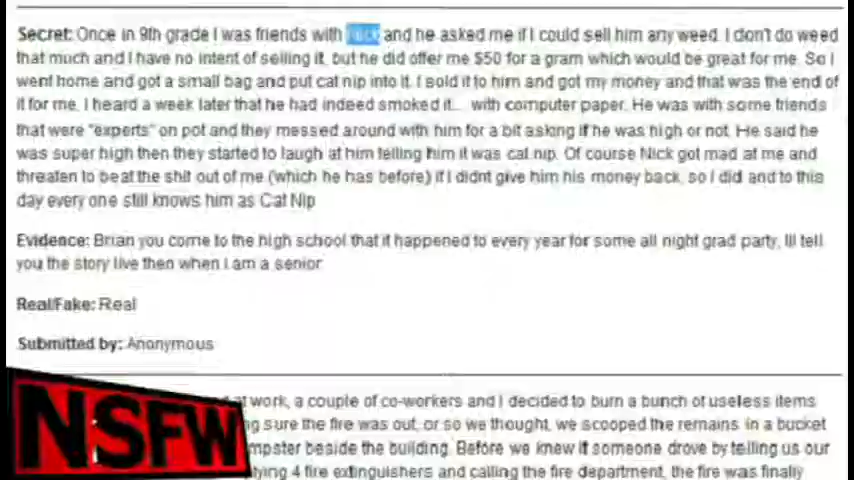 Secret: Once in 9th grade I was friends with Nick and he asked me if I could sell him any weed. I don't do weed
that much and I have no intent of selling it, but he did offer me $50 for a gram which would be great for me. So I
went home and got a small bag and put cat nip into it. I sold it to him and got my money and that was the end of
it for me. I heard a week later that he had indeed smoked it... with computer paper. He was with some friends
that were "experts" on pot and they messed around with him for a bit asking if he was high or not. He said he
was super high then they started to laugh at him telling him it was cat nip. Of course Nick got mad at me and
threaten to beat the shit out of me (which he has before) if I didnt give him his money back, so I did and to this
day every one still knows him as Cat Nip
Evidence: Brian you come to the high school that it happened to every year for some all night grad party, Ill tell
you the story live then when I am a senior.
Real/Fake: Real
Submitted by: Anonymous
at work, a couple of co-workers and I decided to burn a bunch of useless items
sure the fire was out, or so we thought, we scooped the remains in a bucket
beside the building. Before we knew it someone drove by telling us our
4 fire extinguishers and calling the fire department, the fire was finally
NSFW